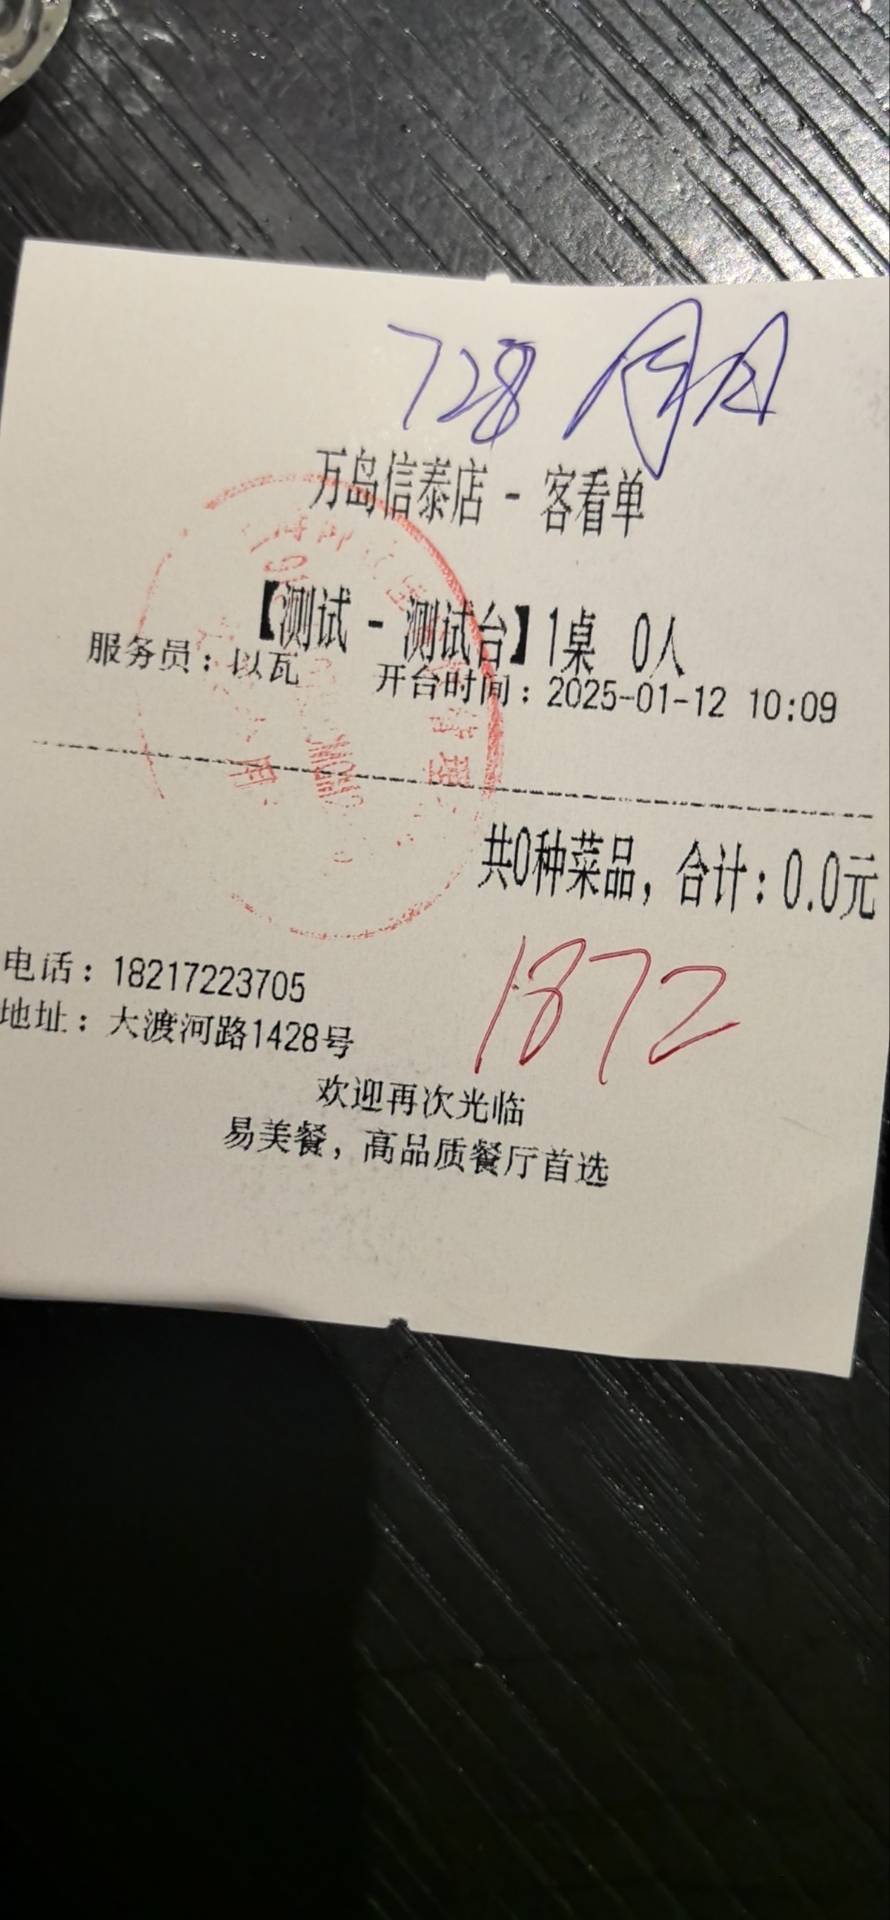 728
万岛信泰店 - 客看单
【测试 - 测试台】1桌 0人
服务员：以瓦 开台时间：2025-01-12 10:09
共0种菜品，合计：0.0元
1872
电话：18217223705
地址：大渡河路1428号
欢迎再次光临
易美餐，高品质餐厅首选